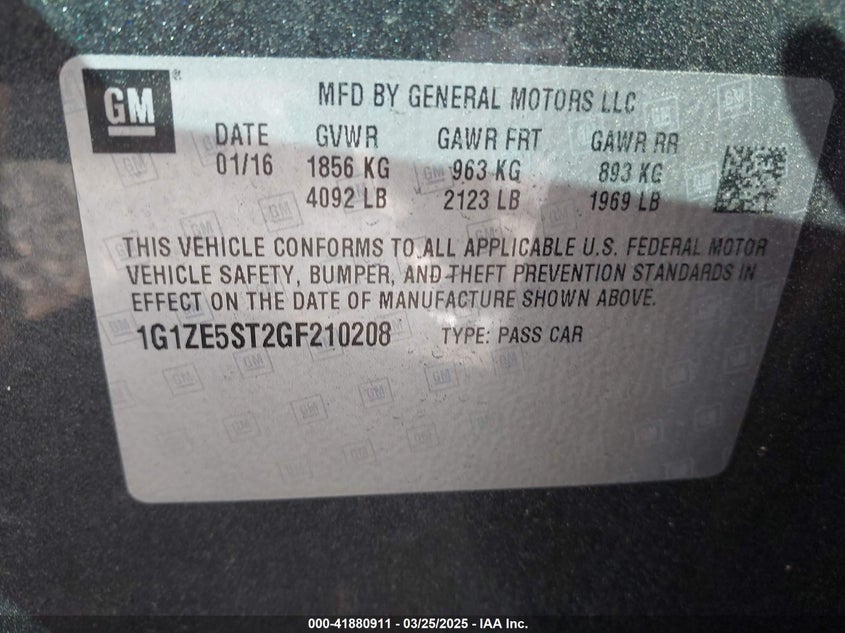 GM
MFD BY GENERAL MOTORS LLC
DATE GVWR GAWR FRT GAWR RR
01/16 1856 KG 963 KG 893 KG
4092 LB 2123 LB 1969 LB
THIS VEHICLE CONFORMS TO ALL APPLICABLE U.S. FEDERAL MOTOR
VEHICLE SAFETY, BUMPER, AND THEFT PREVENTION STANDARDS IN
EFFECT ON THE DATE OF MANUFACTURE SHOWN ABOVE.
1G1ZE5ST2GF210208 TYPE: PASS CAR
000-41880911 - 03/25/2025 - IAA Inc.